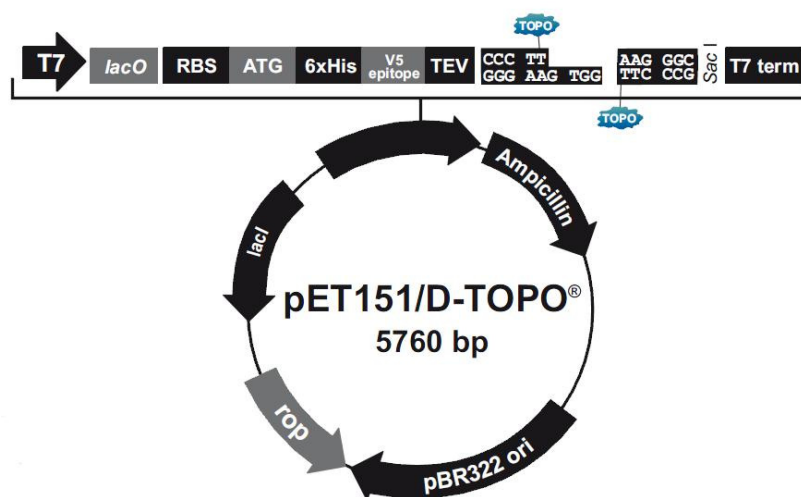 TOPO
T7 lacO RBS ATG 6xHis V5 epitope TEV CCC TT AAG GGC Sac I T7 term
GGG AAG TGG TTC CCG
TOPO
Ampicillin
lacI
pET151/D-TOPO®
5760 bp
rop
pBR322 ori